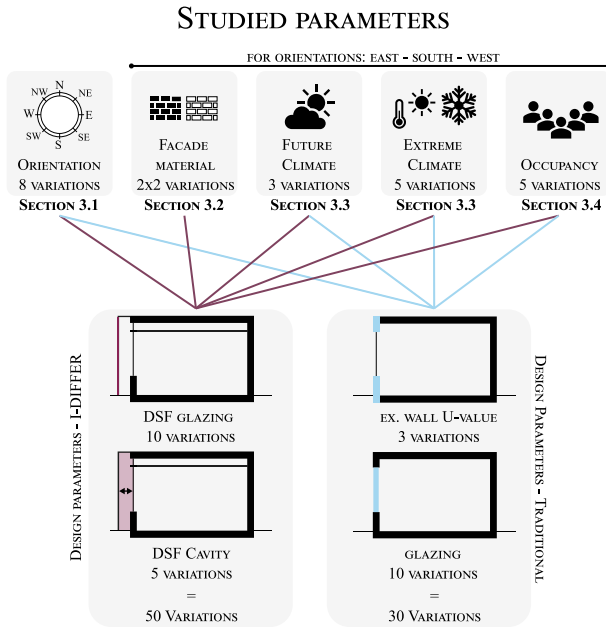 Studied parameters
for orientations: east - south - west
N
NW
NE
W
E
SW
SE
S
Orientation
8 variations
Section 3.1
Facade
material
2x2 variations
Section 3.2
Future
Climate
3 variations
Section 3.3
Extreme
Climate
5 variations
Section 3.3
Occupancy
5 variations
Section 3.4
Design parameters - I-DIFFER
DSF glazing
10 variations
DSF Cavity
5 variations
=
50 Variations
ex. wall U-value
3 variations
glazing
10 variations
=
30 Variations
Design Parameters - Traditional